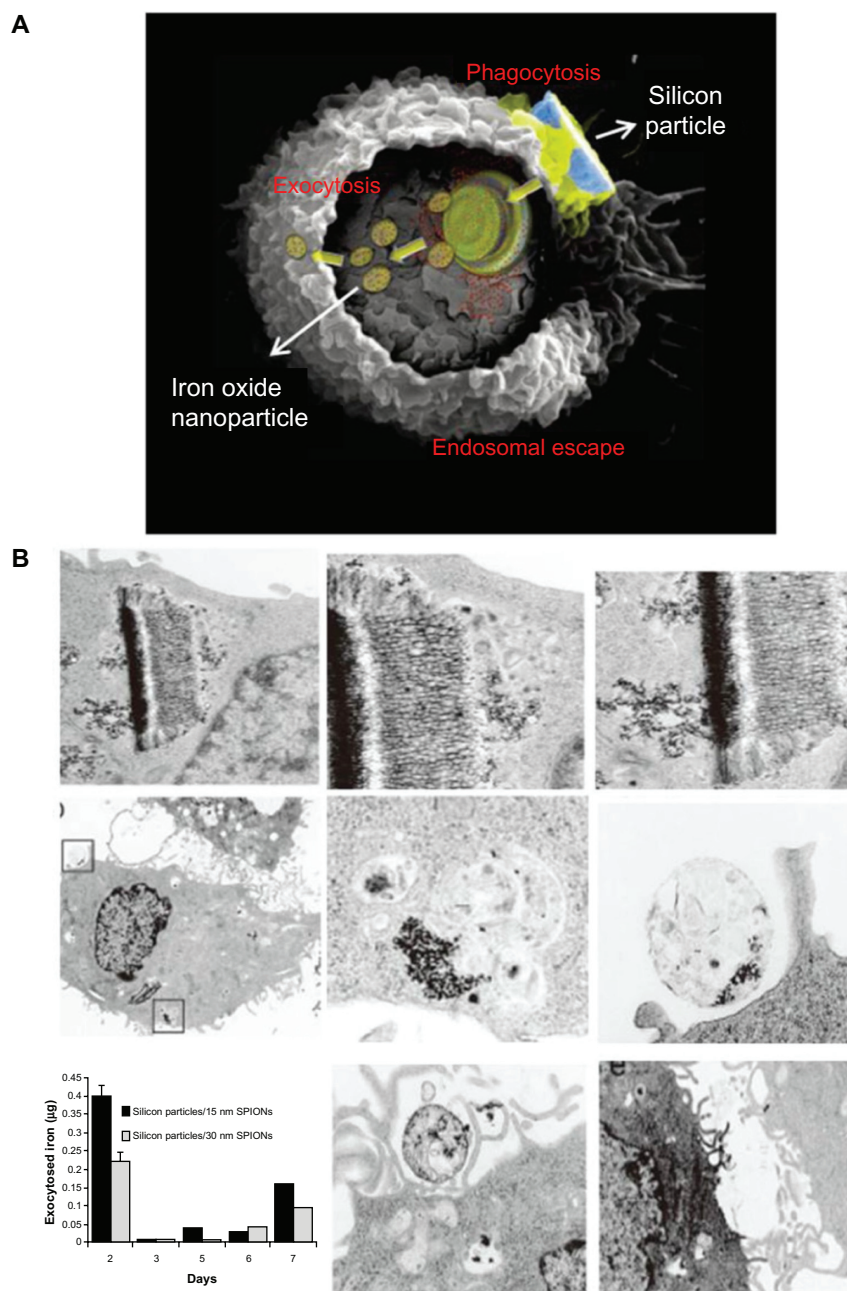 A
Phagocytosis
Silicon
particle
Exocytosis
Iron oxide
nanoparticle
Endosomal escape
B
e
0.45
0.4
0.35
0.3
0.25
0.2
0.15
0.1
0.05
0
Exocytosed iron (µg)
Silicon particles/15 nm SPIONs
Silicon particles/30 nm SPIONs
2 3 5 6 7
Days